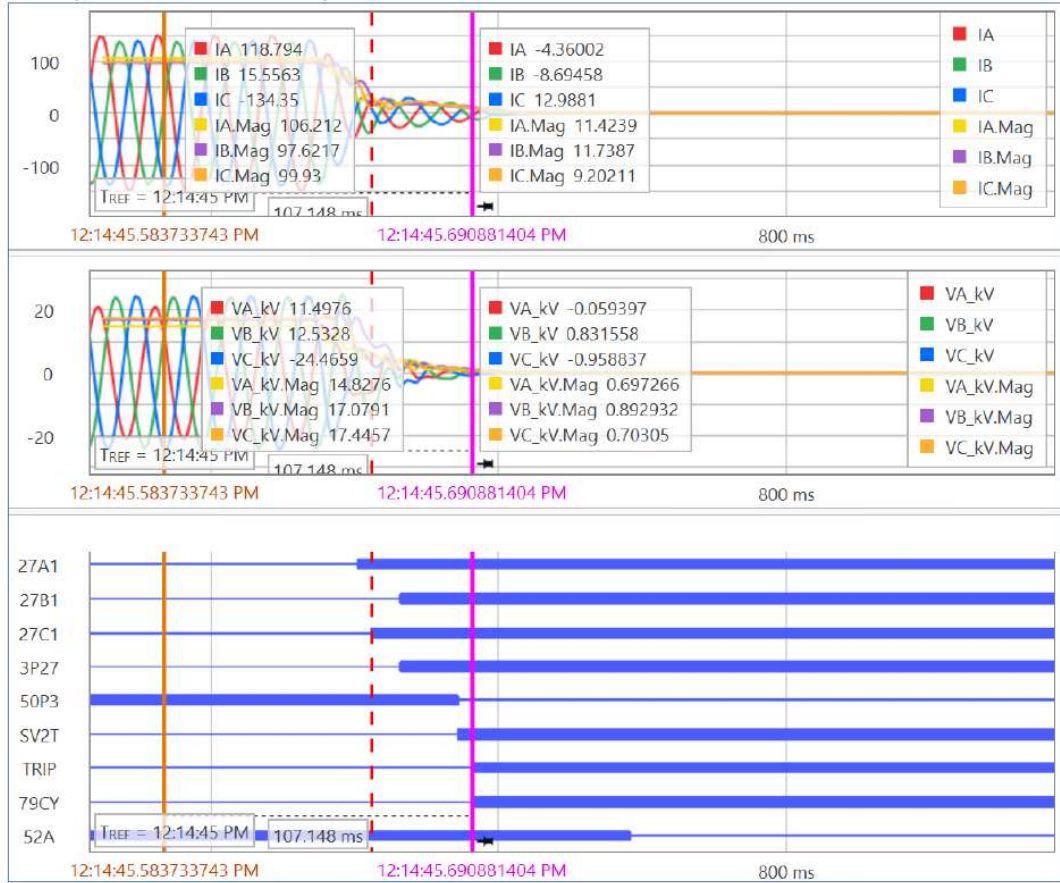 IA 118.794
IB 15.5563
IC -134.35
IA.Mag 106.212
IB.Mag 97.6217
IC.Mag 99.93
IA -4.36002
IB -8.69458
IC 12.9881
IA.Mag 11.4239
IB.Mag 11.7387
IC.Mag 9.20211
IA
IB
IC
IA.Mag
IB.Mag
IC.Mag
100
0
-100
TREF = 12:14:45 PM
107.148 ms
12:14:45.583733743 PM
12:14:45.690881404 PM
800 ms
VA_kV 11.4976
VB_kV 12.5328
VC_kV -24.4659
VA_kV.Mag 14.8276
VB_kV.Mag 17.0791
VC_kV.Mag 17.4457
VA_kV -0.059397
VB_kV 0.831558
VC_kV -0.958837
VA_kV.Mag 0.697266
VB_kV.Mag 0.892932
VC_kV.Mag 0.70305
VA_kV
VB_kV
VC_kV
VA_kV.Mag
VB_kV.Mag
VC_kV.Mag
20
0
-20
TREF = 12:14:45 PM
107.148 ms
12:14:45.583733743 PM
12:14:45.690881404 PM
800 ms
27A1
27B1
27C1
3P27
50P3
SV2T
TRIP
79CY
52A
TREF = 12:14:45 PM
107.148 ms
12:14:45.583733743 PM
12:14:45.690881404 PM
800 ms